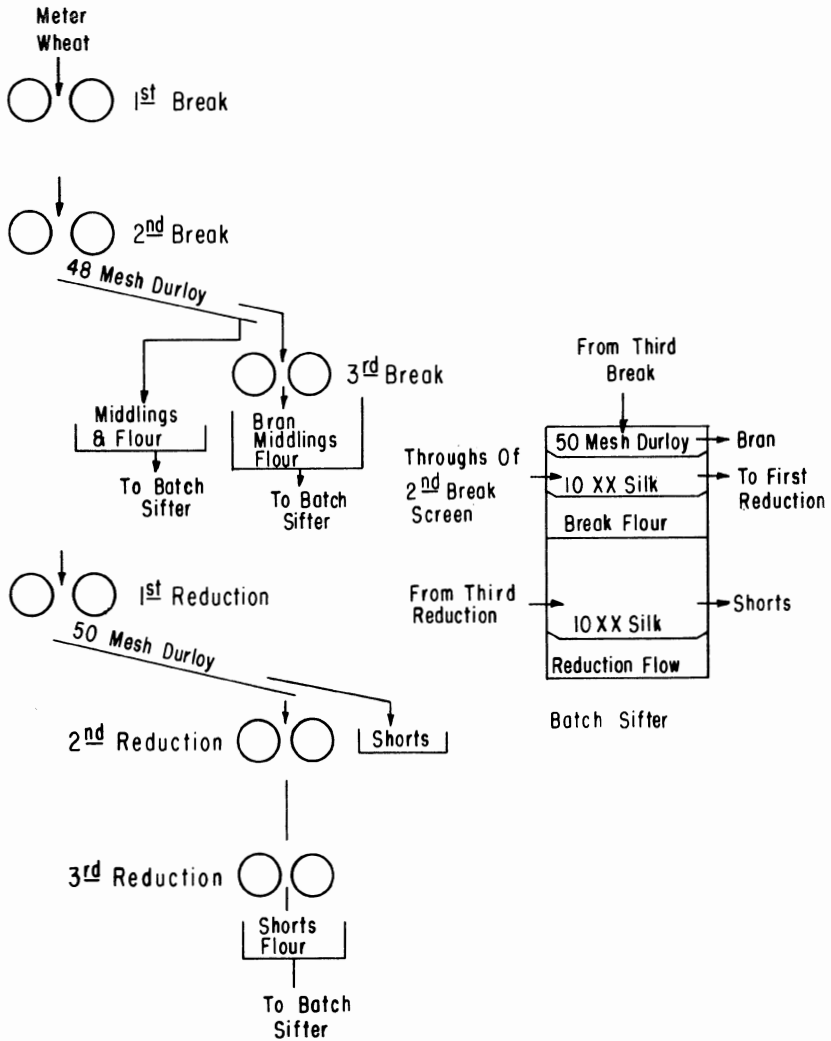 Meter
Wheat
1st Break
2nd Break
48 Mesh Durloy
3rd Break
Middlings
& Flour
Bran
Middlings
Flour
To Batch
Sifter
To Batch
Sifter
1st Reduction
50 Mesh Durloy
2nd Reduction
Shorts
3rd Reduction
Shorts
Flour
To Batch
Sifter
From Third
Break
50 Mesh Durloy
Bran
Throughs Of
2nd Break
Screen
10 XX Silk
To First
Reduction
Break Flour
From Third
Reduction
Shorts
10 XX Silk
Reduction Flow
Batch Sifter